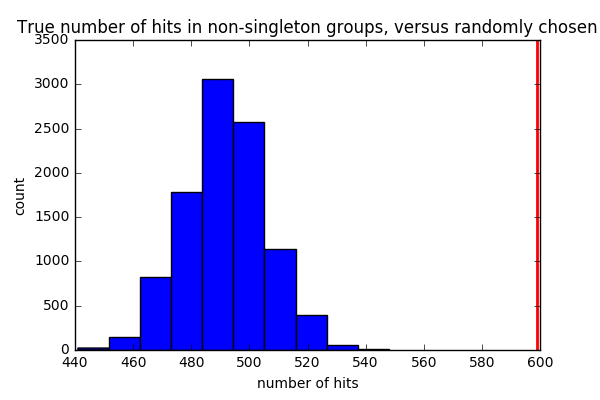 True number of hits in non-singleton groups, versus randomly chosen
3500
3000
2500
2000
1500
1000
500
0
count
440 460 480 500 520 540 560 580 600
number of hits